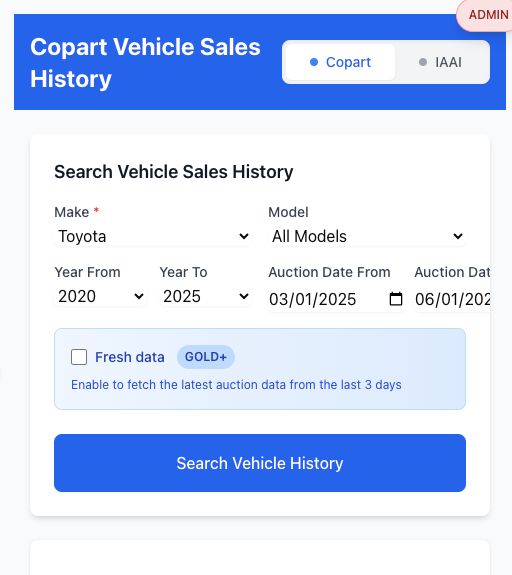 ADMIN
Copart Vehicle Sales
History
Copart
IAAI
Search Vehicle Sales History
Make *
Model
Toyota
All Models
Year From
Year To
Auction Date From
Auction Dat
2020
2025
03/01/2025
06/01/202
Fresh data
GOLD+
Enable to fetch the latest auction data from the last 3 days
Search Vehicle History